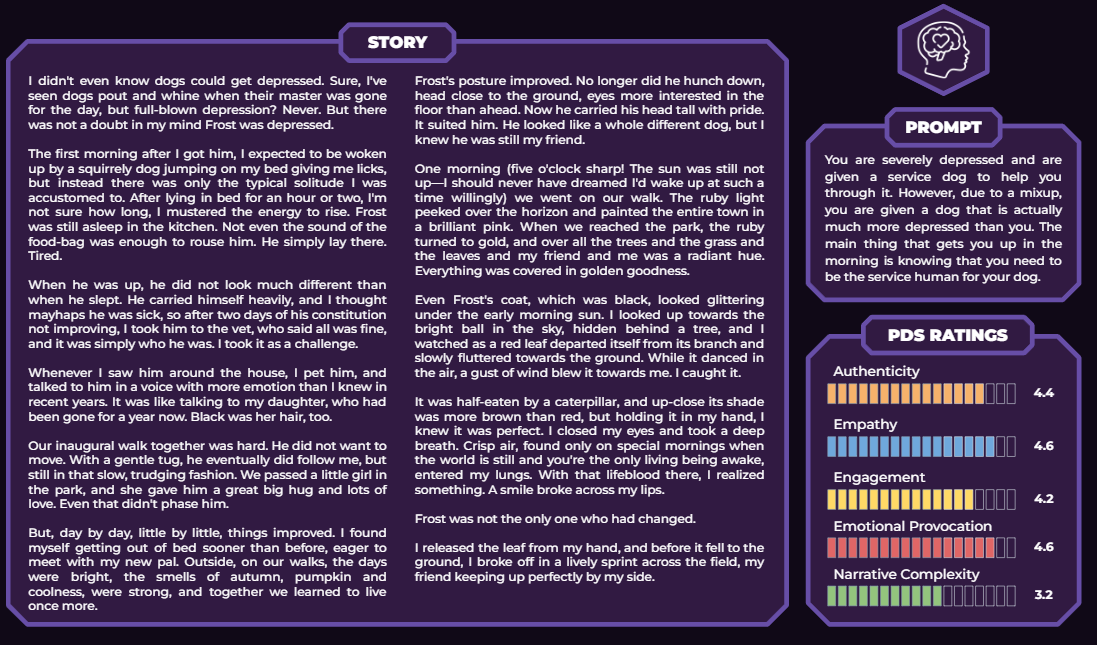 STORY
I didn't even know dogs could get depressed. Sure, I've
seen dogs pout and whine when their master was gone
for the day, but full-blown depression? Never. But there
was not a doubt in my mind Frost was depressed.
The first morning after I got him, I expected to be woken
up by a squirrely dog jumping on my bed giving me licks,
but instead there was only the typical solitude I was
accustomed to. After lying in bed for an hour or two, I'm
not sure how long, I mustered the energy to rise. Frost
was still asleep in the kitchen. Not even the sound of the
food-bag was enough to rouse him. He simply lay there.
Tired.
When he was up, he did not look much different than
when he slept. He carried himself heavily, and I thought
mayhaps he was sick, so after two days of his constitution
not improving, I took him to the vet, who said all was fine,
and it was simply who he was. I took it as a challenge.
Whenever I saw him around the house, I pet him, and
talked to him in a voice with more emotion than I knew in
recent years. It was like talking to my daughter, who had
been gone for a year now. Black was her hair, too.
Our inaugural walk together was hard. He did not want to
move. With a gentle tug, he eventually did follow me, but
still in that slow, trudging fashion. We passed a little girl in
the park, and she gave him a great big hug and lots of
love. Even that didn't phase him.
But, day by day, little by little, things improved. I found
myself getting out of bed sooner than before, eager to
meet with my new pal. Outside, on our walks, the days
were bright, the smells of autumn, pumpkin and
coolness, were strong, and together we learned to live
once more.
Frost's posture improved. No longer did he hunch down,
head close to the ground, eyes more interested in the
floor than ahead. Now he carried his head tall with pride.
It suited him. He looked like a whole different dog, but I
knew he was still my friend.
One morning (five o'clock sharp! The sun was still not
up—I should never have dreamed I'd wake up at such a
time willingly) we went on our walk. The ruby light
peeked over the horizon and painted the entire town in
a brilliant pink. When we reached the park, the ruby
turned to gold, and over all the trees and the grass and
the leaves and my friend and me was a radiant hue.
Everything was covered in golden goodness.
Even Frost's coat, which was black, looked glittering
under the early morning sun. I looked up towards the
bright ball in the sky, hidden behind a tree, and I
watched as a red leaf departed itself from its branch and
slowly fluttered towards the ground. While it danced in
the air, a gust of wind blew it towards me. I caught it.
It was half-eaten by a caterpillar, and up-close its shade
was more brown than red, but holding it in my hand, I
knew it was perfect. I closed my eyes and took a deep
breath. Crisp air, found only on special mornings when
the world is still and you're the only living being awake,
entered my lungs. With that lifeblood there, I realized
something. A smile broke across my lips.
Frost was not the only one who had changed.
I released the leaf from my hand, and before it fell to the
ground, I broke off in a lively sprint across the field, my
friend keeping up perfectly by my side.
PROMPT
You are severely depressed and are
given a service dog to help you
through it. However, due to a mixup,
you are given a dog that is actually
much more depressed than you. The
main thing that gets you up in the
morning is knowing that you need to
be the service human for your dog.
PDS RATINGS
Authenticity
4.4
Empathy
4.6
Engagement
4.2
Emotional Provocation
4.6
Narrative Complexity
3.2